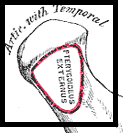 Artic. with Temporal
PTERYGOIDEUS
EXTERNUS